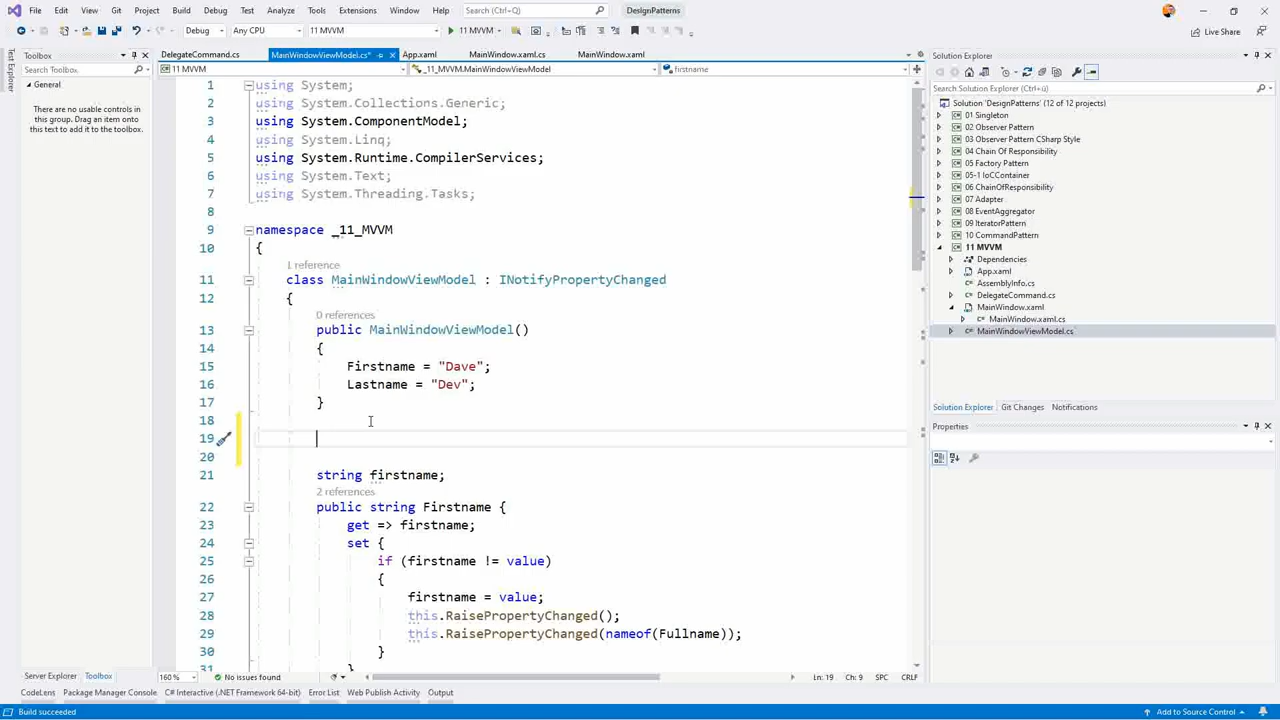 File Edit View Git Project Build Debug Test Analyze Tools Extensions Window Help Search (Ctrl+Q) DesignPatterns
Debug Any CPU 11 MVVM 11 MVVM Live Share
Test Explorer
Toolbox
Search Toolbox
General
There are no usable controls in
this group. Drag an item onto
this text to add it to the toolbox.
DelegateCommand.cs MainWindowViewModel.cs* App.xaml MainWindow.xaml.cs MainWindow.xaml
11 MVVM _11_MVVM.MainWindowViewModel firstname
1 using System;
2 using System.Collections.Generic;
3 using System.ComponentModel;
4 using System.Linq;
5 using System.Runtime.CompilerServices;
6 using System.Text;
7 using System.Threading.Tasks;
8
9 namespace _11_MVVM
10 {
1 reference
11 class MainWindowViewModel : INotifyPropertyChanged
12 {
0 references
13 public MainWindowViewModel()
14 {
15 Firstname = "Dave";
16 Lastname = "Dev";
17 }
18
19
20
21 string firstname;
2 references
22 public string Firstname {
23 get => firstname;
24 set {
25 if (firstname != value)
26 {
27 firstname = value;
28 this.RaisePropertyChanged();
29 this.RaisePropertyChanged(nameof(Fullname));
30 }
31 }
160 % No issues found Ln: 19 Ch: 9 SPC CRLF
Solution Explorer
Search Solution Explorer (Ctrl+ü)
Solution 'DesignPatterns' (12 of 12 projects)
01 Singleton
02 Observer Pattern
03 Observer Pattern CSharp Style
04 Chain Of Responsibility
05 Factory Pattern
05-1 IoCContainer
06 ChainOfResponsibility
07 Adapter
08 EventAggregator
09 IteratorPattern
10 CommandPattern
11 MVVM
Dependencies
App.xaml
AssemblyInfo.cs
DelegateCommand.cs
MainWindow.xaml
MainWindow.xaml.cs
MainWindowViewModel.cs
Solution Explorer Git Changes Notifications
Properties
Server Explorer Toolbox
CodeLens Package Manager Console C# Interactive (.NET Framework 64-bit) Error List Web Publish Activity Output
Build succeeded Add to Source Control